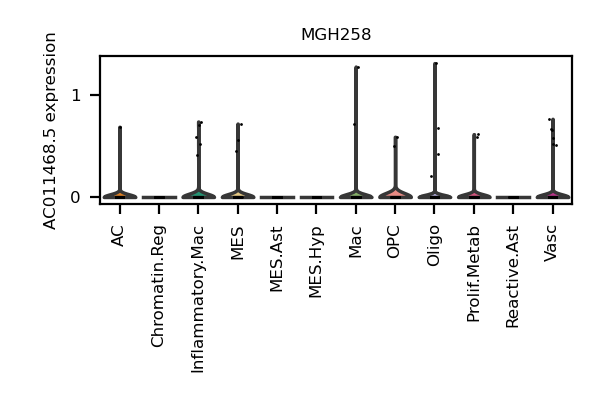 MGH258
AC011468.5 expression
1
0
AC
Chromatin.Reg
Inflammatory.Mac
MES
MES.Ast
MES.Hyp
Mac
OPC
Oligo
Prolif.Metab
Reactive.Ast
Vasc